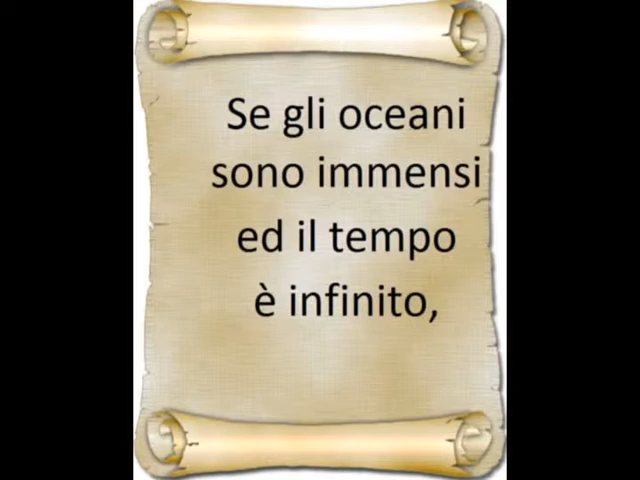 Se gli oceani
sono immensi
ed il tempo
è infinito,